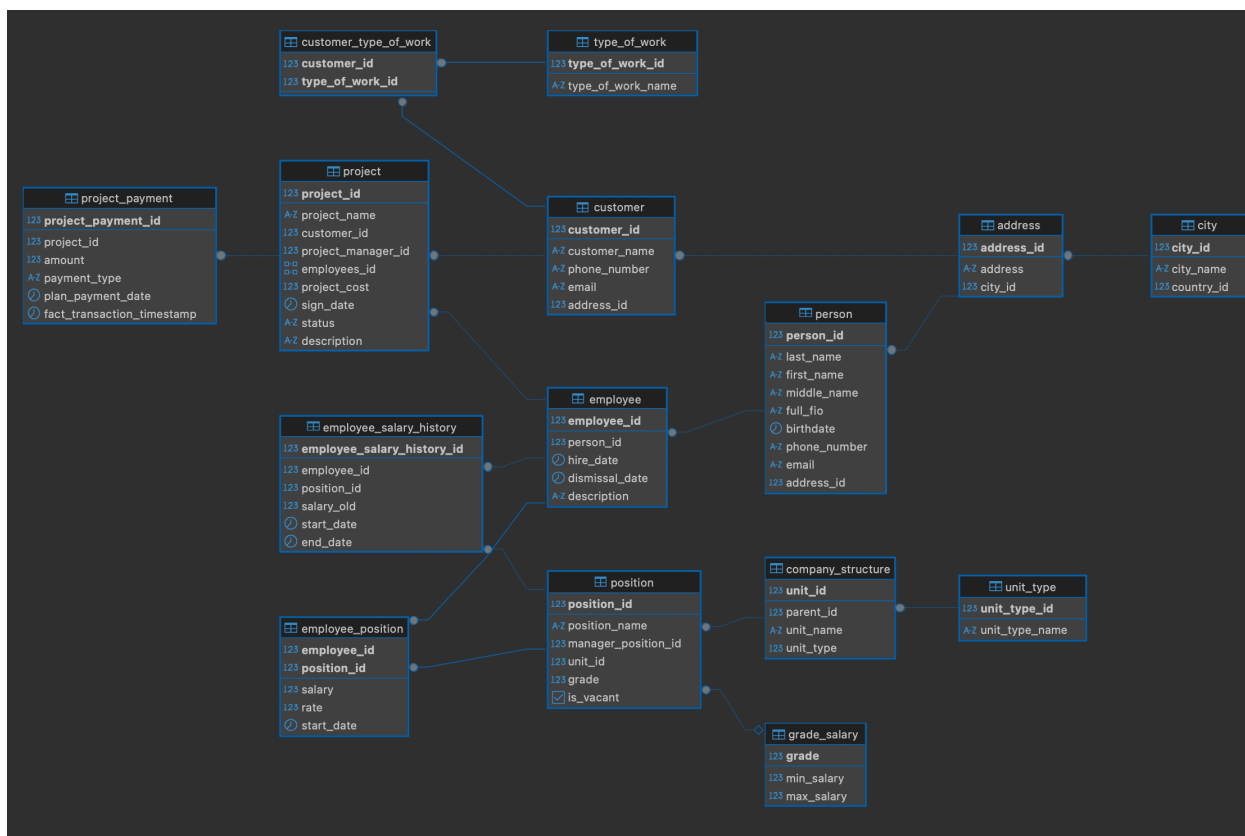 customer_type_of_work
123 customer_id
123 type_of_work_id
type_of_work
123 type_of_work_id
A-Z type_of_work_name
project_payment
123 project_payment_id
123 project_id
123 amount
A-Z payment_type
plan_payment_date
fact_transaction_timestamp
project
123 project_id
A-Z project_name
123 customer_id
123 project_manager_id
employees_id
123 project_cost
sign_date
A-Z status
A-Z description
customer
123 customer_id
A-Z customer_name
A-Z phone_number
A-Z email
123 address_id
address
123 address_id
A-Z address
123 city_id
city
123 city_id
A-Z city_name
123 country_id
person
123 person_id
A-Z last_name
A-Z first_name
A-Z middle_name
A-Z full_fio
birthdate
A-Z phone_number
A-Z email
123 address_id
employee
123 employee_id
123 person_id
hire_date
dismissal_date
A-Z description
employee_salary_history
123 employee_salary_history_id
123 employee_id
123 position_id
123 salary_old
start_date
end_date
employee_position
123 employee_id
123 position_id
123 salary
123 rate
start_date
position
123 position_id
A-Z position_name
123 manager_position_id
123 unit_id
123 grade
is_vacant
company_structure
123 unit_id
123 parent_id
A-Z unit_name
123 unit_type
unit_type
123 unit_type_id
A-Z unit_type_name
grade_salary
123 grade
123 min_salary
123 max_salary